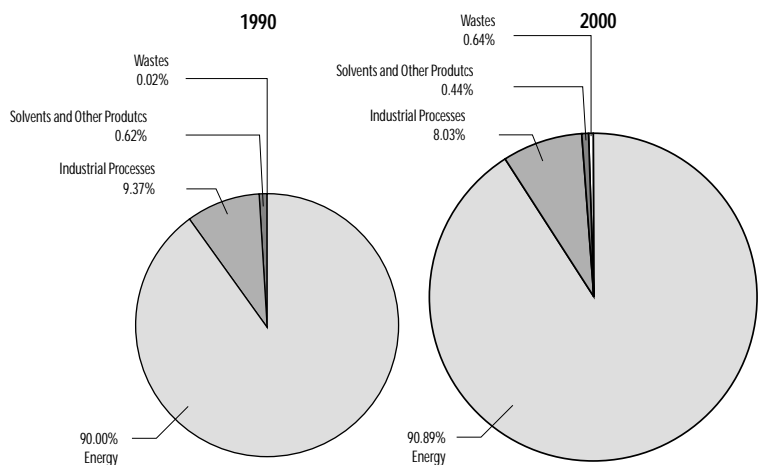 1990
Wastes
0.02%
Solvents and Other Produtcs
0.62%
Industrial Processes
9.37%
90.00%
Energy
2000
Wastes
0.64%
Solvents and Other Produtcs
0.44%
Industrial Processes
8.03%
90.89%
Energy